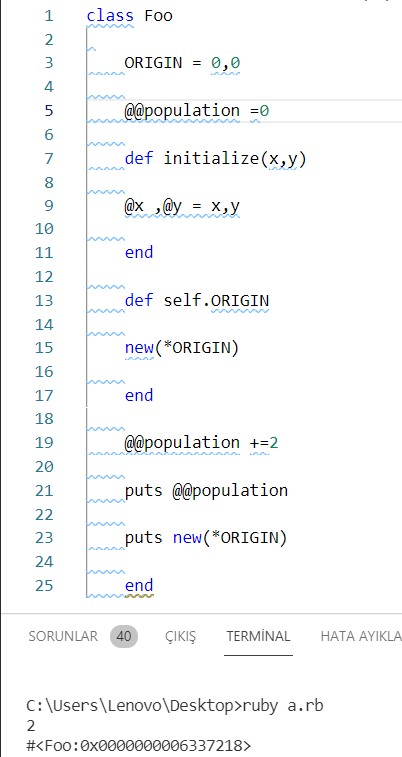 1 class Foo
2
3 ORIGIN = 0,0
4
5 @@population =0
6
7 def initialize(x,y)
8
9 @x ,@y = x,y
10
11 end
12
13 def self.ORIGIN
14
15 new(*ORIGIN)
16
17 end
18
19 @@population +=2
20
21 puts @@population
22
23 puts new(*ORIGIN)
24
25 end
SORUNLAR 40 ÇIKIŞ TERMİNAL HATA AYIKLA
C:\Users\Lenovo\Desktop>ruby a.rb
2
#<Foo:0x0000000006337218>